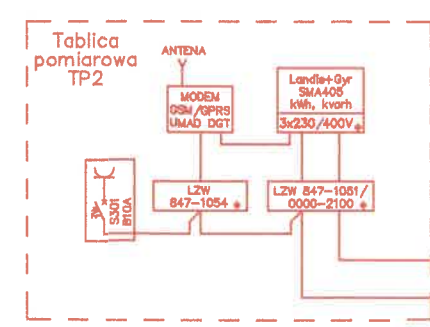 Tablica
pomiarowa
TP2
ANTENA
MODEM
GSM/GPRS
UMAD DGT
Landis+Gyr
SMA405
kWh, kvarh
3x230/400V
LZW
847-1054
LZW 847-1051/
0000-2100
S301
B10A